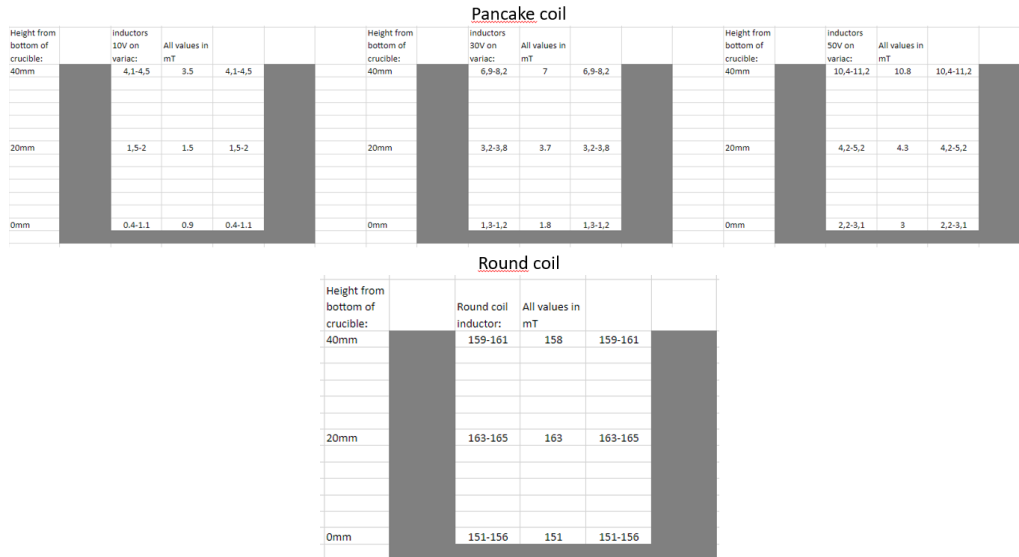 Pancake coil
Height from bottom of crucible: inductors 10V on variac: All values in mT
40mm 4,1-4,5 3.5 4,1-4,5
20mm 1,5-2 1.5 1,5-2
0mm 0.4-1.1 0.9 0.4-1.1
Height from bottom of crucible: inductors 30V on variac: All values in mT
40mm 6,9-8,2 7 6,9-8,2
20mm 3,2-3,8 3.7 3,2-3,8
0mm 1,3-1,2 1.8 1,3-1,2
Height from bottom of crucible: inductors 50V on variac: All values in mT
40mm 10,4-11,2 10.8 10,4-11,2
20mm 4,2-5,2 4.3 4,2-5,2
0mm 2,2-3,1 3 2,2-3,1
Round coil
Height from bottom of crucible: Round coil inductor: All values in mT
40mm 159-161 158 159-161
20mm 163-165 163 163-165
0mm 151-156 151 151-156